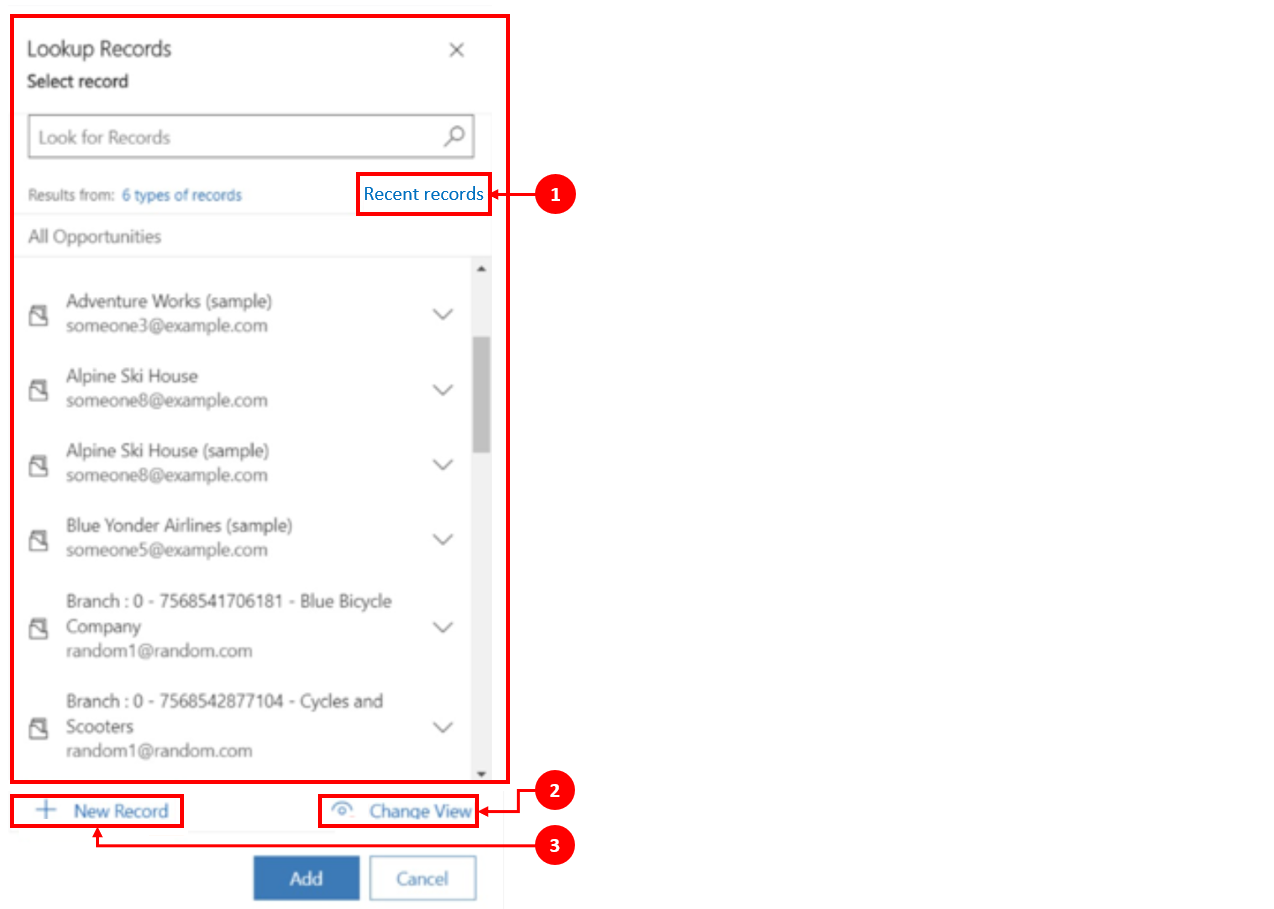 Lookup Records
Select record
Look for Records
Results from: 6 types of records
Recent records
1
All Opportunities
Adventure Works (sample)
someone3@example.com
Alpine Ski House
someone8@example.com
Alpine Ski House (sample)
someone8@example.com
Blue Yonder Airlines (sample)
someone5@example.com
Branch : 0 - 7568541706181 - Blue Bicycle
Company
random1@random.com
Branch : 0 - 7568542877104 - Cycles and
Scooters
random1@random.com
2
New Record
Change View
3
Add
Cancel